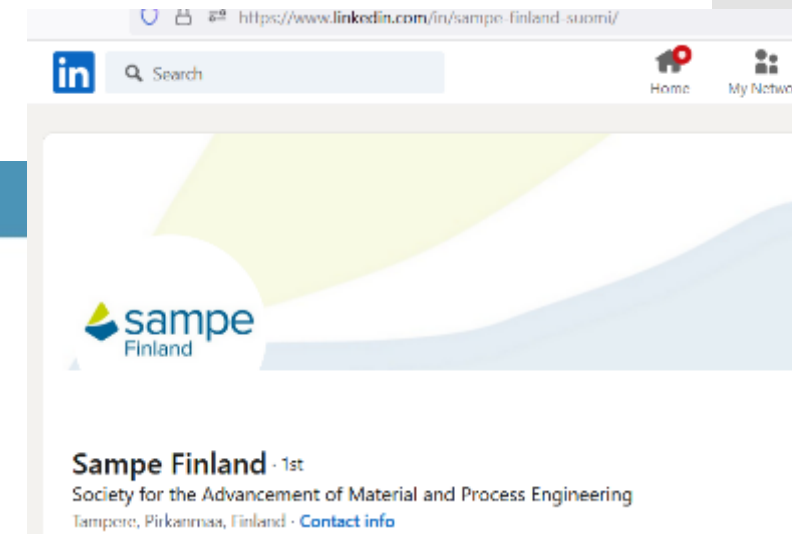 https://www.linkedin.com/in/sampe-finland-suomi/
in
Search
Home
My Netwo
sampe
Finland
Sampe Finland · 1st
Society for the Advancement of Material and Process Engineering
Tampere, Pirkanmaa, Finland · Contact info